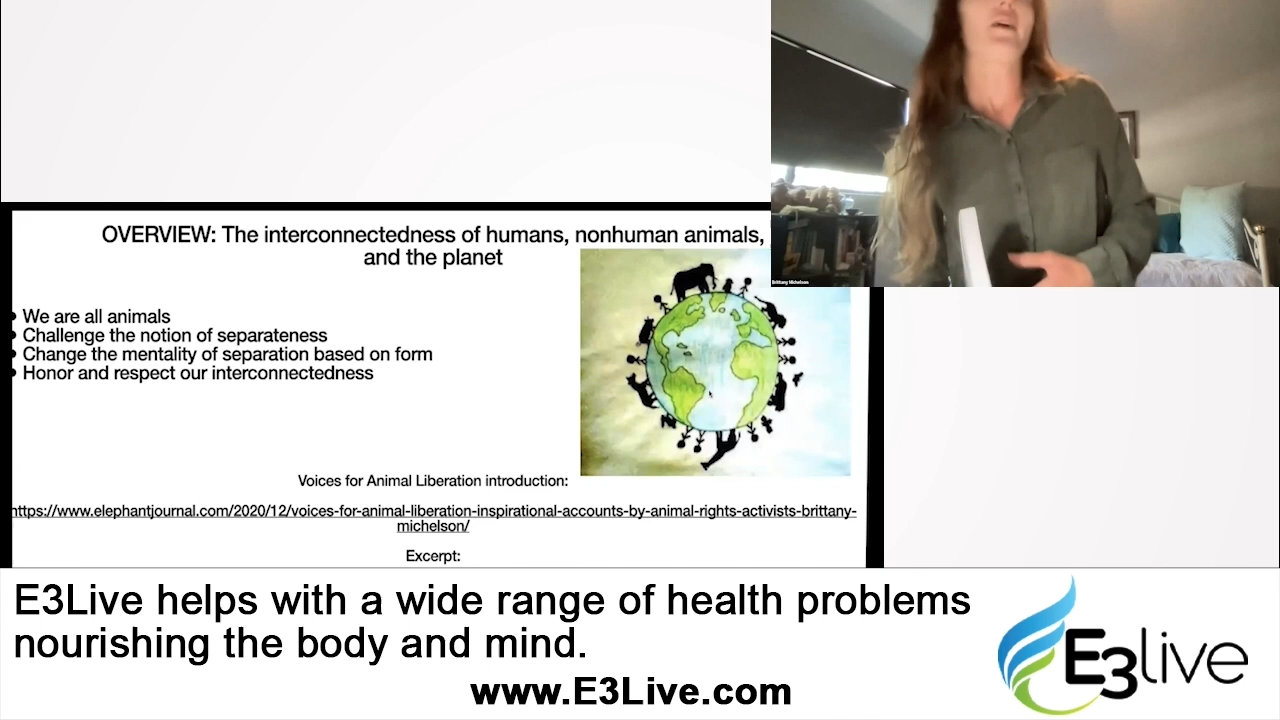 OVERVIEW: The interconnectedness of humans, nonhuman animals,
and the planet
• We are all animals
• Challenge the notion of separateness
• Change the mentality of separation based on form
• Honor and respect our interconnectedness
Voices for Animal Liberation introduction:
https://www.elephantjournal.com/2020/12/voices-for-animal-liberation-inspirational-accounts-by-animal-rights-activists-brittany-
michelson/
Excerpt:
Brittany Michelson
E3Live helps with a wide range of health problems
nourishing the body and mind.
www.E3Live.com
E3live